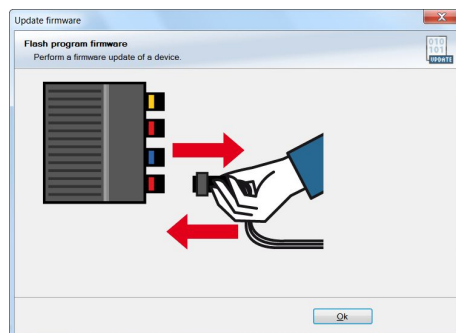 Update firmware
Flash program firmware
Perform a firmware update of a device.
010
101
UPDATE
Ok